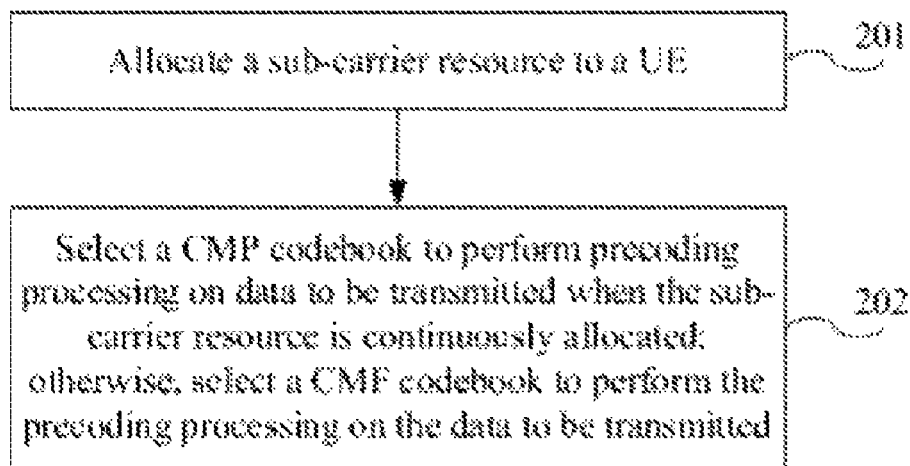 Allocate a sub-carrier resource to a UE
201
Select a CMP codebook to perform precoding
processing on data to be transmitted when the sub-
carrier resource is continuously allocated;
otherwise, select a CMF codebook to perform the
precoding processing on the data to be transmitted
202